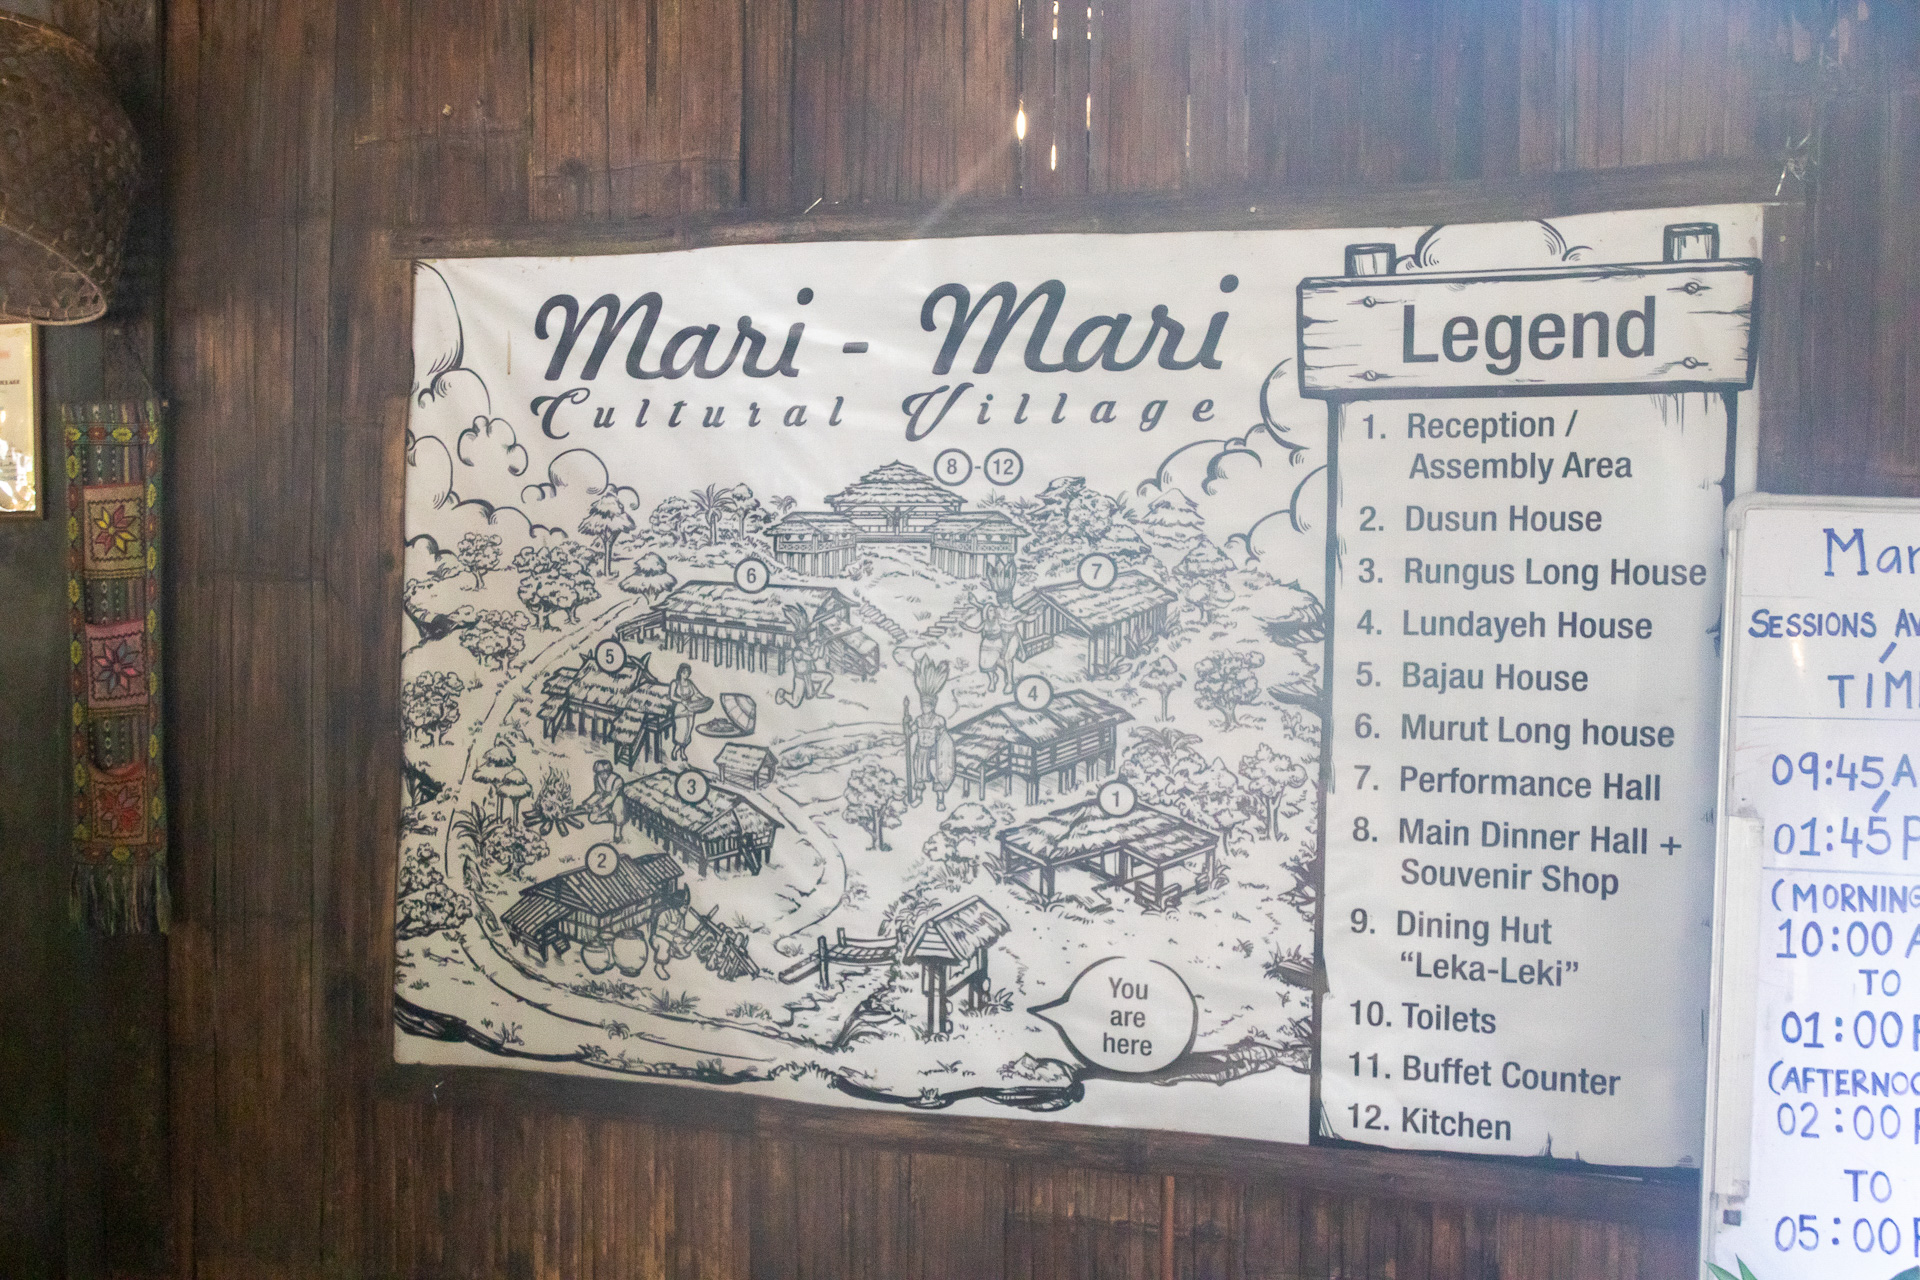 Mari - Mari
Cultural Village
8 - 12
6
7
5
4
3
1
2
You
are
here
Legend
1. Reception /
Assembly Area
2. Dusun House
3. Rungus Long House
4. Lundayeh House
5. Bajau House
6. Murut Long house
7. Performance Hall
8. Main Dinner Hall +
Souvenir Shop
9. Dining Hut
“Leka-Leki”
10. Toilets
11. Buffet Counter
12. Kitchen
SESSIONS
09:45 A
01:45 P
(MORNING
10:00 A
TO
01:00 P
02:00 P
TO
05:00 P